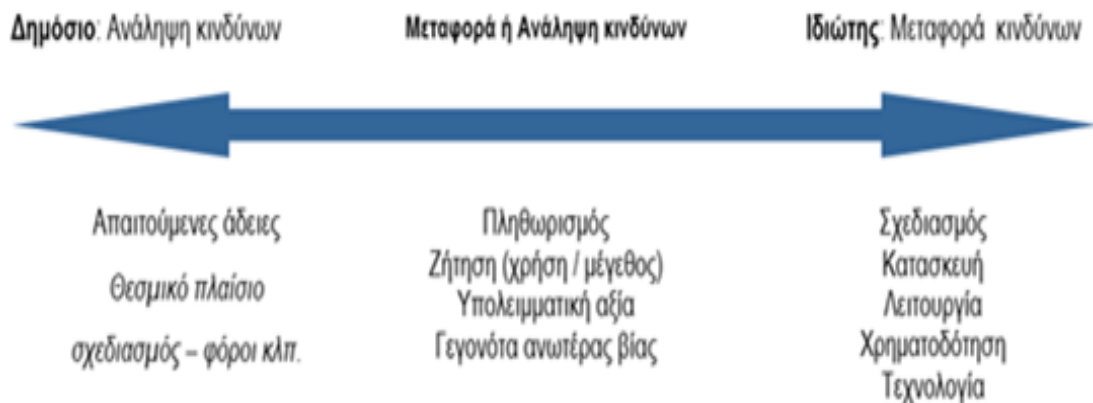 Δημόσιο: Ανάληψη κινδύνων
Μεταφορά ή Ανάληψη κινδύνων
Ιδιώτης: Μεταφορά κινδύνων
Απαιτούμενες άδειες
Θεσμικό πλαίσιο
σχεδιασμός – φόροι κλπ.
Πληθωρισμός
Ζήτηση (χρήση / μέγεθος)
Υπολειμματική αξία
Γεγονότα ανωτέρας βίας
Σχεδιασμός
Κατασκευή
Λειτουργία
Χρηματοδότηση
Τεχνολογία